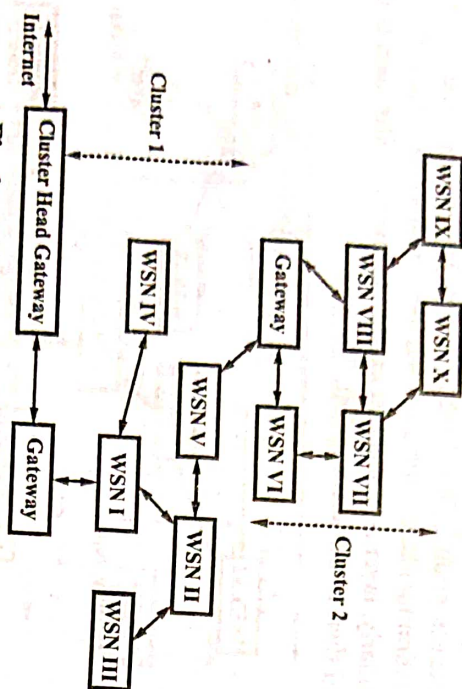 WSN IX
WSN X
WSN VIII
WSN VII
Gateway
WSN VI
Cluster 2
Cluster 1
WSN V
WSN II
WSN IV
WSN I
WSN III
Internet
Cluster Head Gateway
Gateway